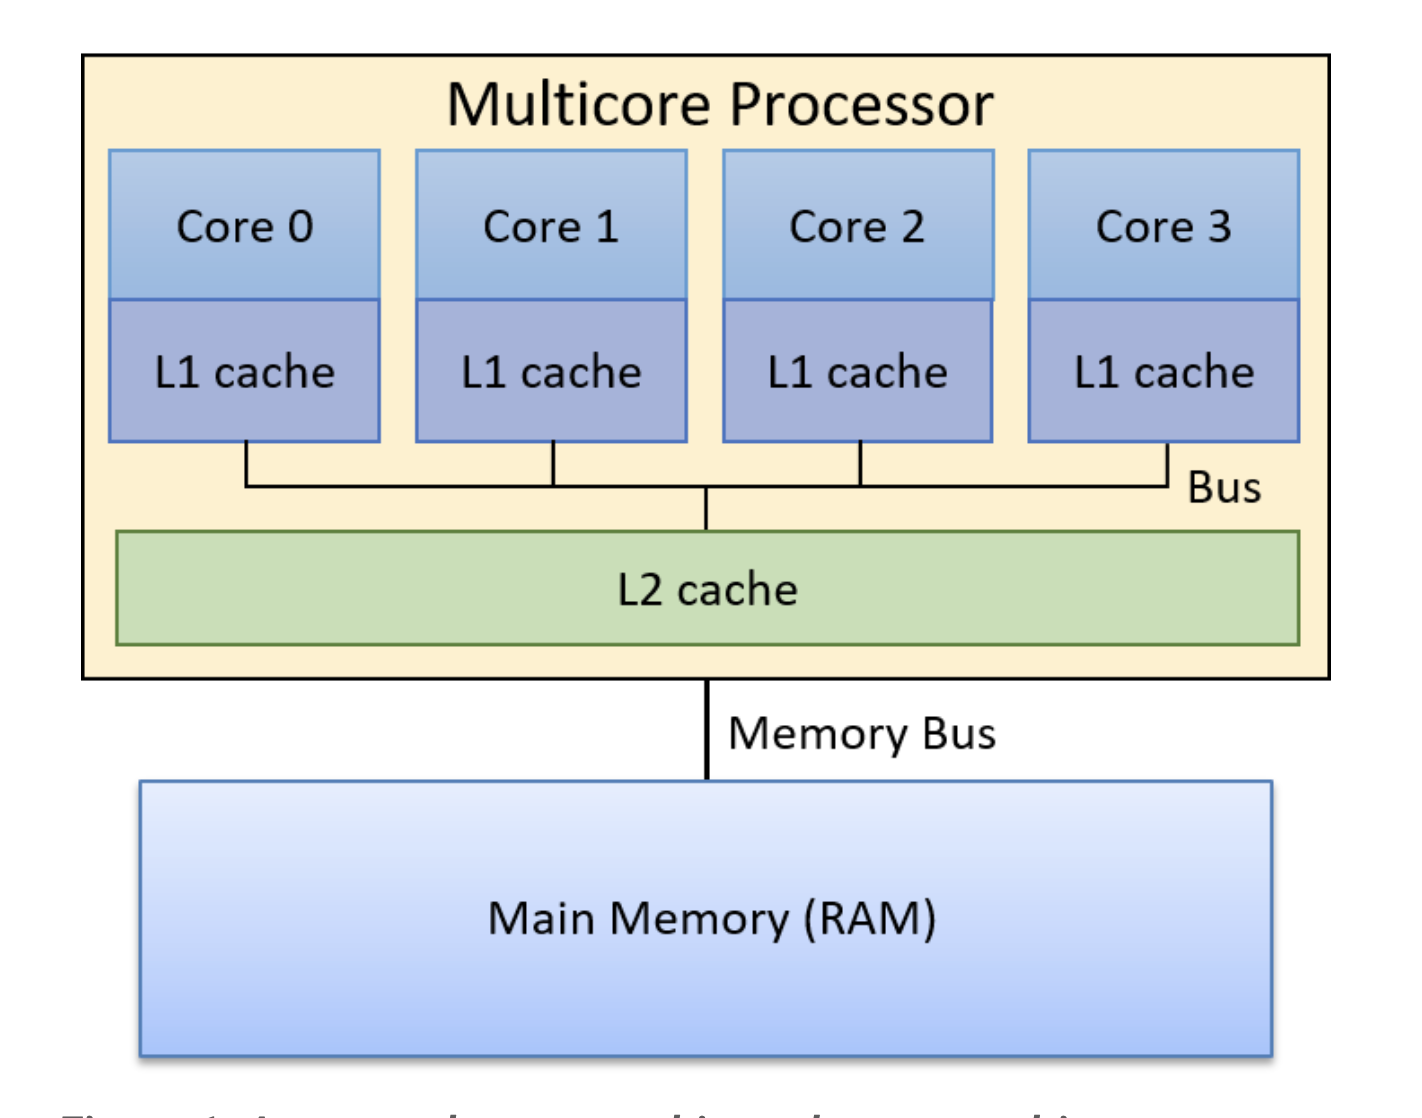 Multicore Processor
Core 0 Core 1 Core 2 Core 3
L1 cache L1 cache L1 cache L1 cache
Bus
L2 cache
Memory Bus
Main Memory (RAM)